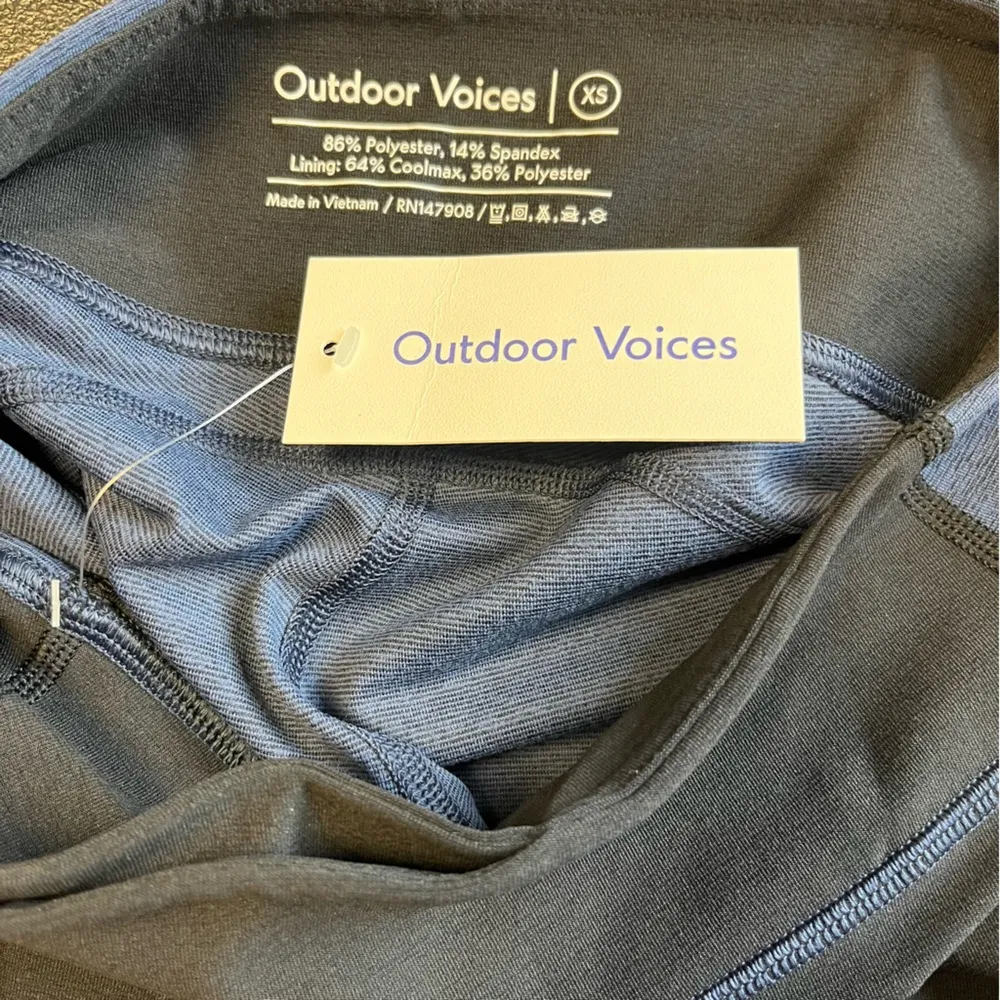 Outdoor Voices | XS
86% Polyester, 14% Spandex
Lining: 64% Coolmax, 36% Polyester
Made in Vietnam / RN147908 /
Outdoor Voices